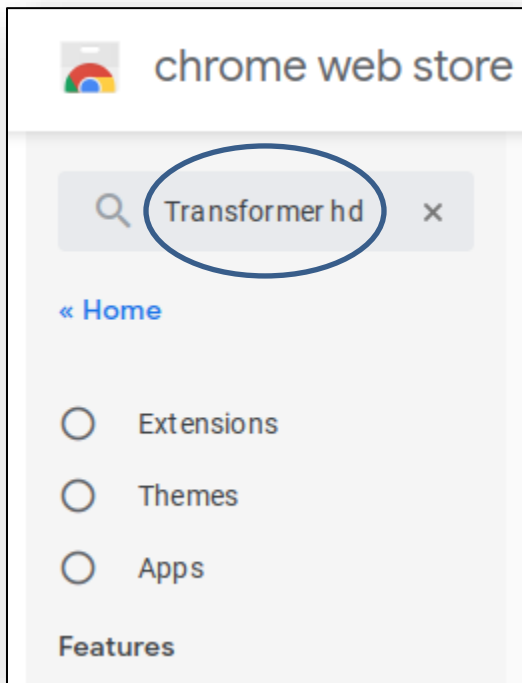 chrome web store
Transformer hd ×
« Home
Extensions
Themes
Apps
Features